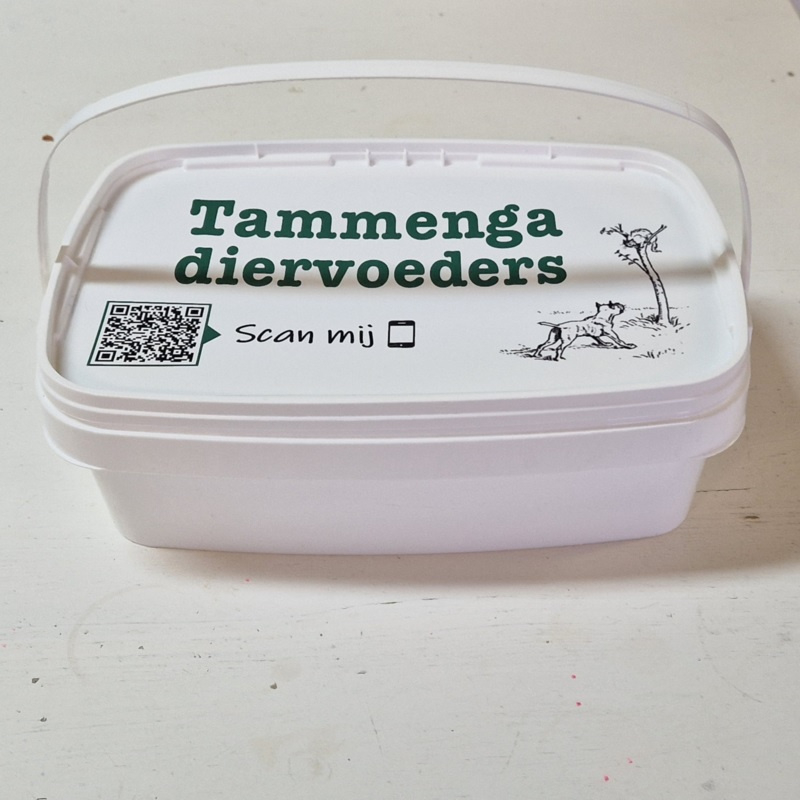 Tammenga
diervoeders
Scan mij